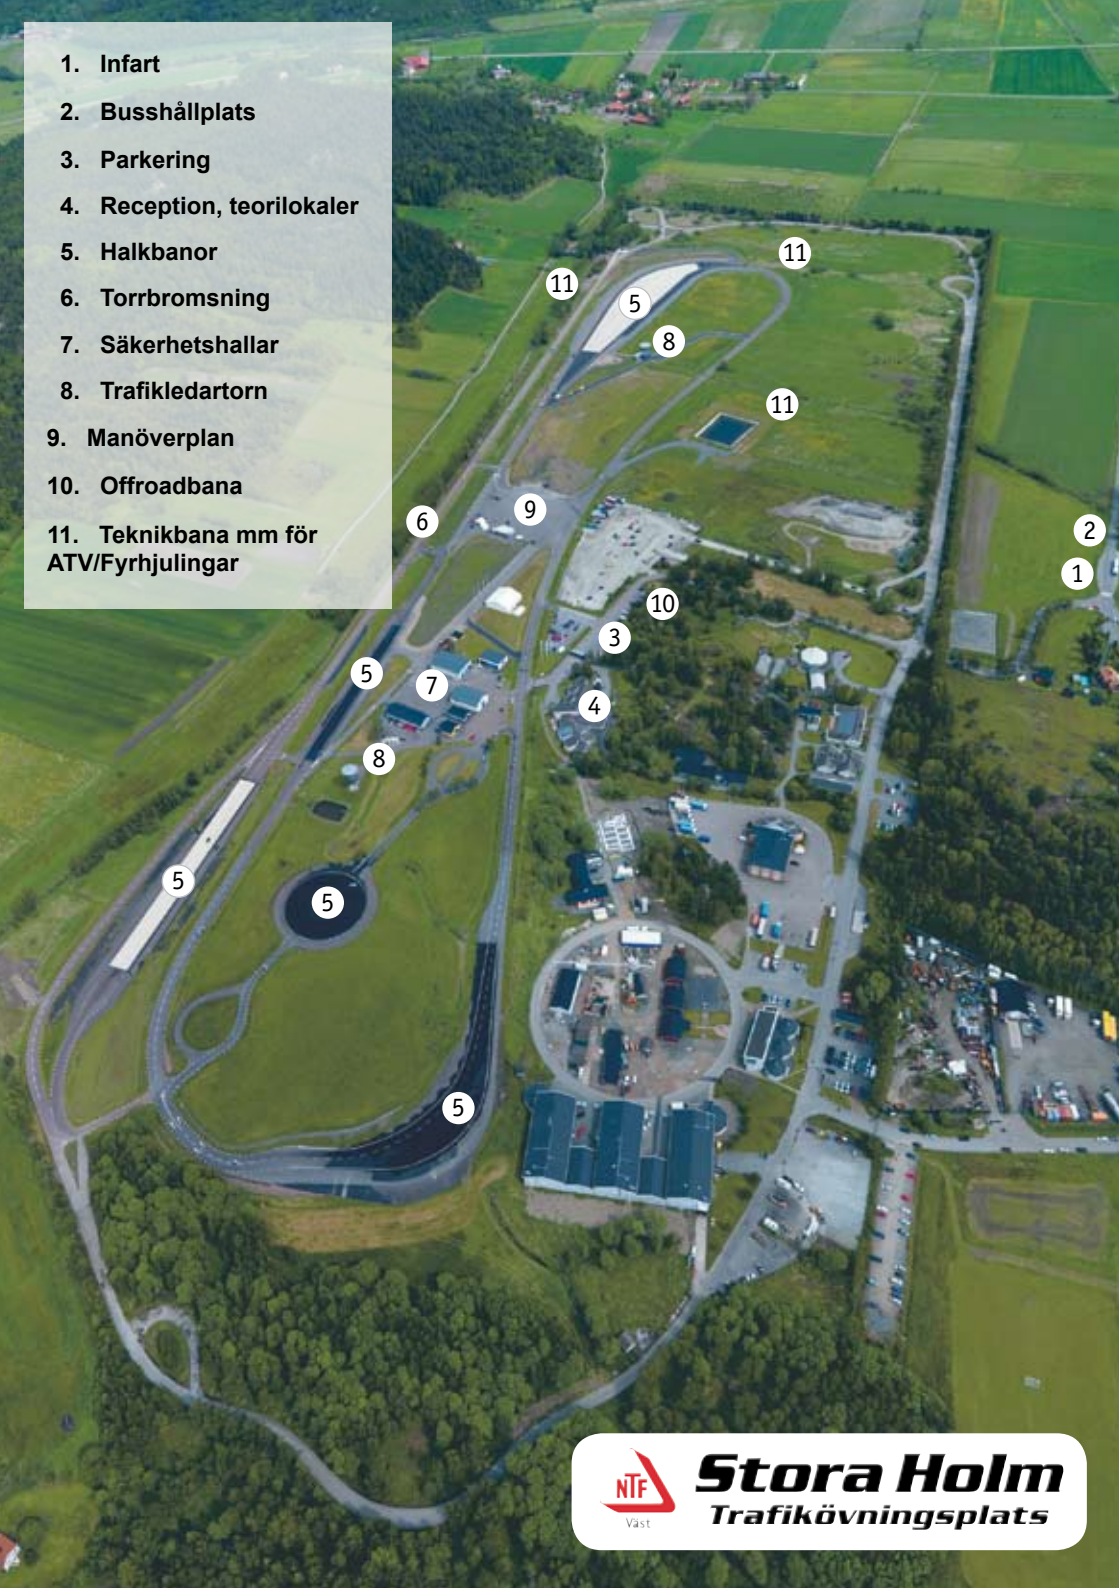 1. Infart
2. Busshållplats
3. Parkering
4. Reception, teorilokaler
5. Halkbanor
6. Torrbromsning
7. Säkerhetshallar
8. Trafikledartorn
9. Manöverplan
10. Offroadbana
11. Teknikbana mm för
ATV/Fyrhjulingar
11
11
5
8
11
9
6
2
1
10
3
5
7
4
8
5
5
5
NTF
Väst
Stora Holm
Trafikövningsplats